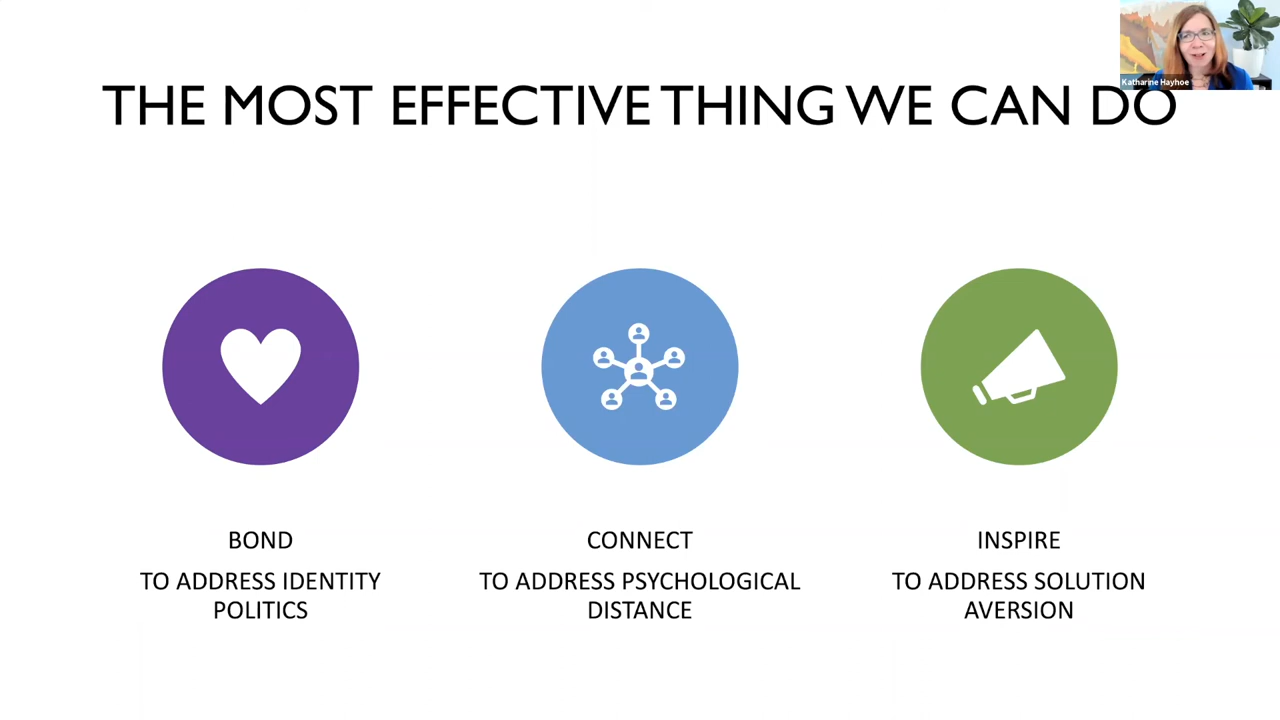 Katharine Hayhoe
THE MOST EFFECTIVE THING WE CAN DO
BOND
TO ADDRESS IDENTITY
POLITICS
CONNECT
TO ADDRESS PSYCHOLOGICAL
DISTANCE
INSPIRE
TO ADDRESS SOLUTION
AVERSION